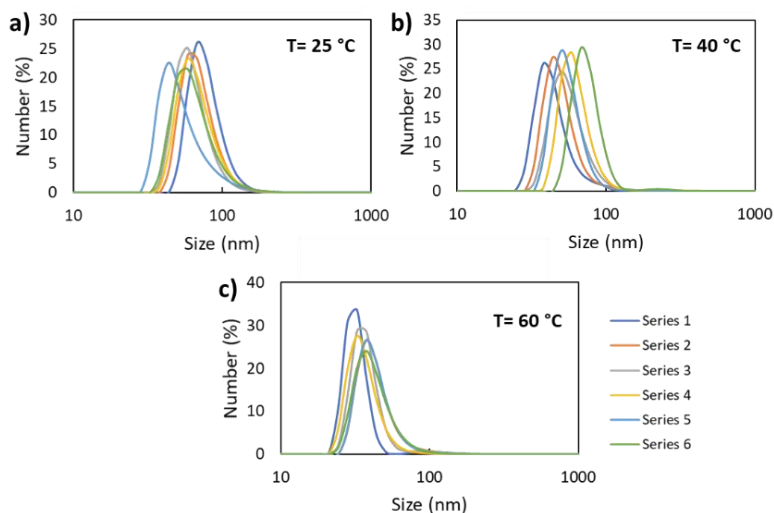 a)
T= 25 °C
Number (%)
30
25
20
15
10
5
0
10 100 1000
Size (nm)
b)
T= 40 °C
Number (%)
35
30
25
20
15
10
5
0
10 100 1000
Size (nm)
c)
T= 60 °C
Number (%)
40
30
20
10
0
10 100 1000
Size (nm)
Series 1
Series 2
Series 3
Series 4
Series 5
Series 6